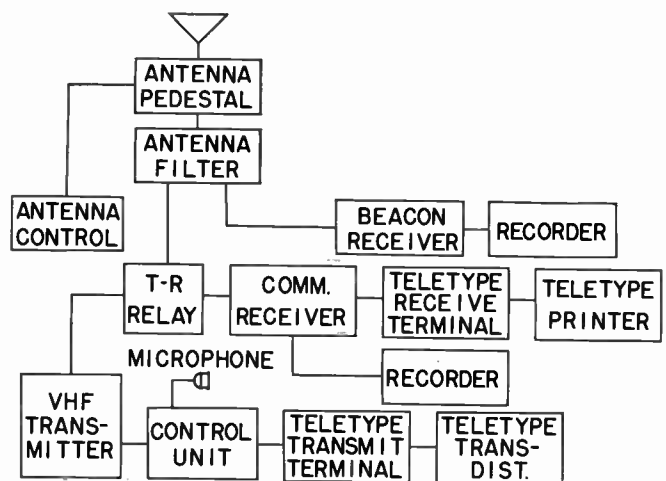 ANTENNA
PEDESTAL
ANTENNA
FILTER
ANTENNA
CONTROL
BEACON
RECEIVER
RECORDER
T-R
RELAY
COMM.
RECEIVER
TELETYPE
RECEIVE
TERMINAL
TELETYPE
PRINTER
MICROPHONE
RECORDER
VHF
TRANS-
MITTER
CONTROL
UNIT
TELETYPE
TRANSMIT
TERMINAL
TELETYPE
TRANS-
DIST.